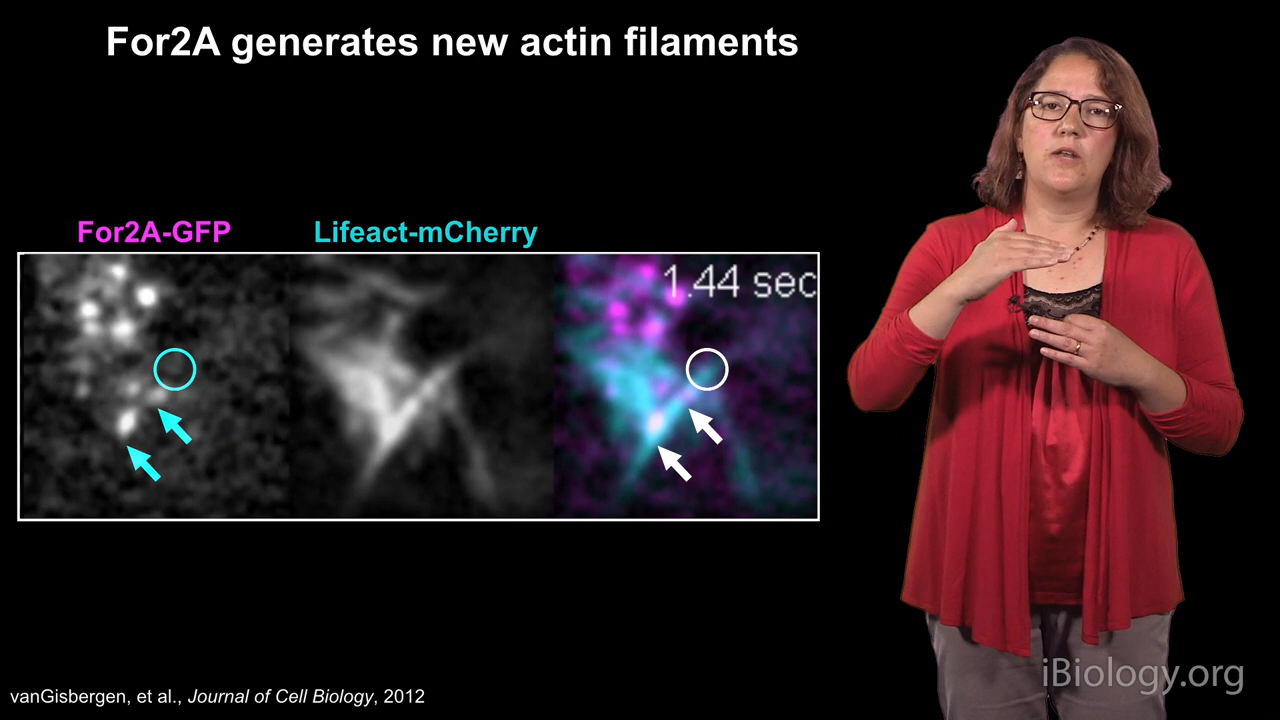 For2A generates new actin filaments
For2A-GFP
Lifeact-mCherry
1.44 sec
vanGisbergen, et al., Journal of Cell Biology, 2012
iBiology.org